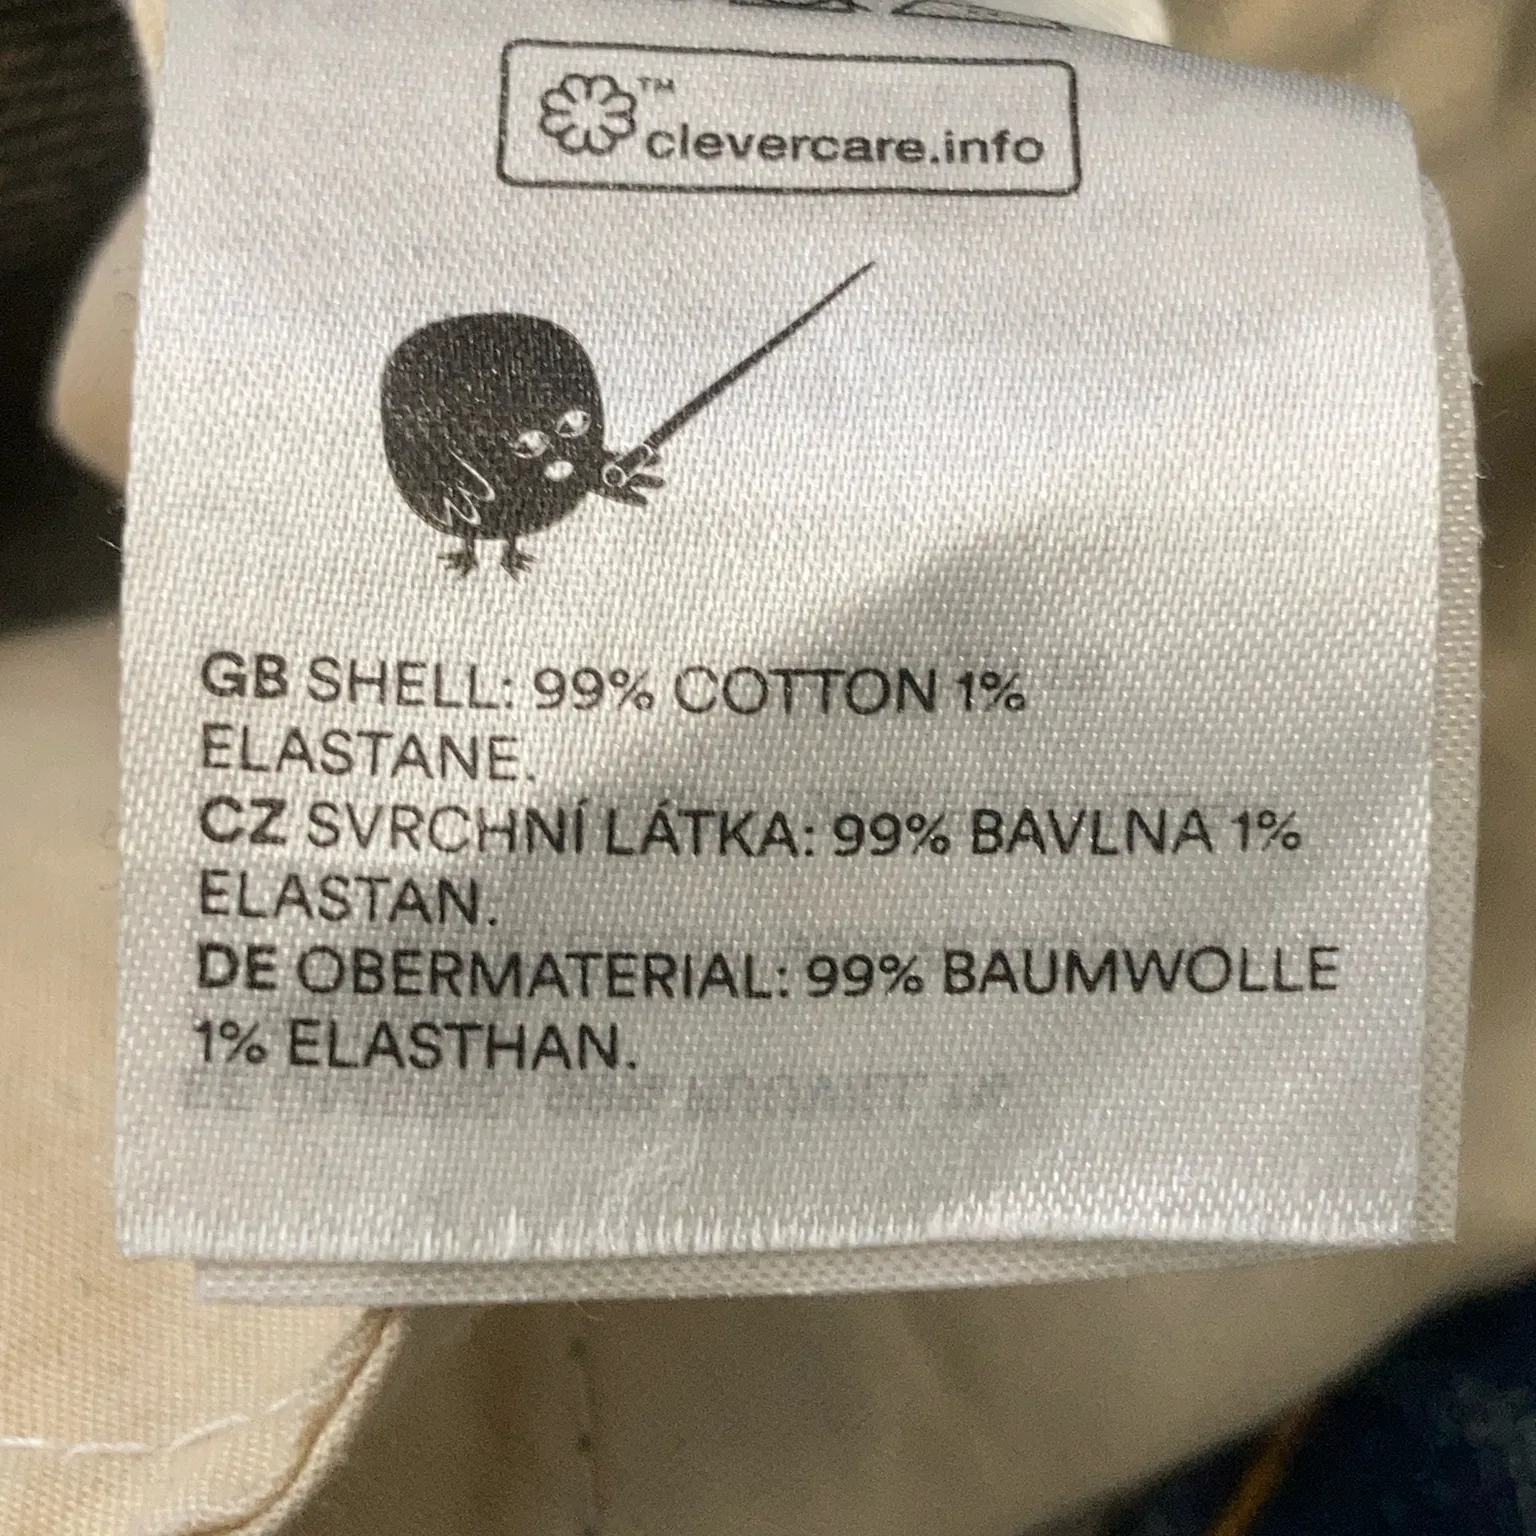 ™
clevercare.info
GB SHELL: 99% COTTON 1%
ELASTANE.
CZ SVRCHNÍ LÁTKA: 99% BAVLNA 1%
ELASTAN.
DE OBERMATERIAL: 99% BAUMWOLLE
1% ELASTHAN.